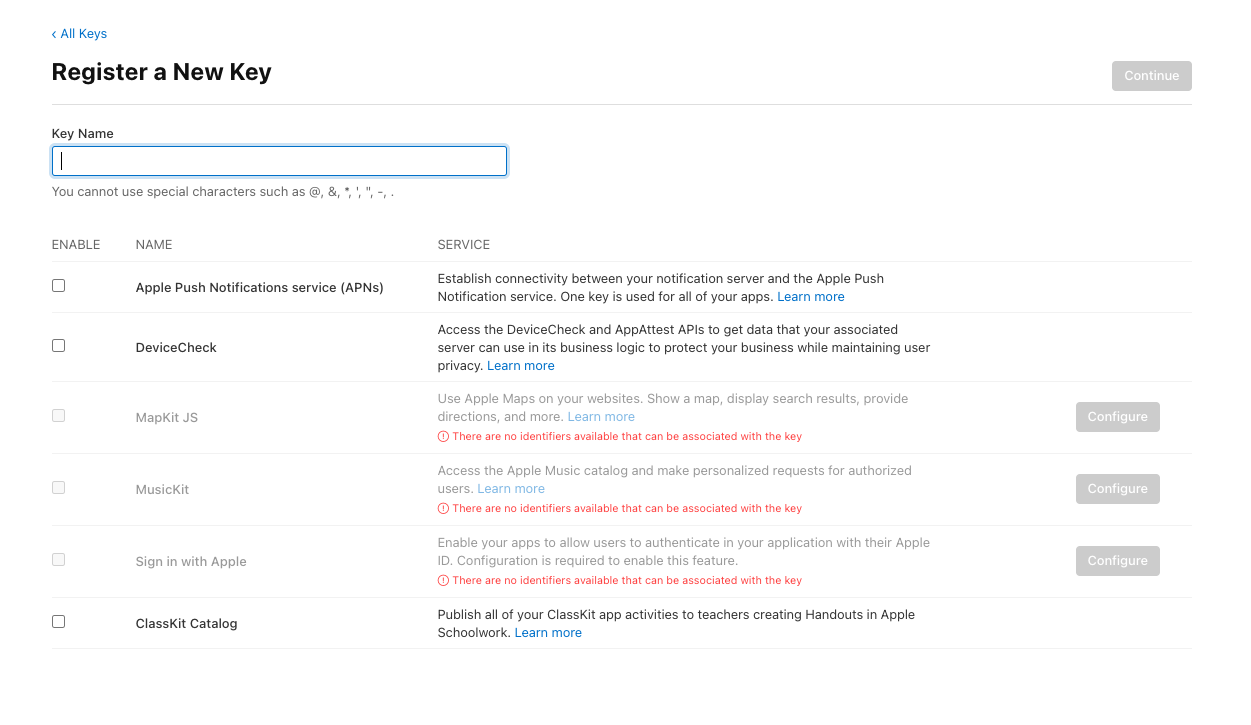 ‹ All Keys
Register a New Key
Continue
Key Name
You cannot use special characters such as @, &, *, ', ", -, .
ENABLE NAME SERVICE
Apple Push Notifications service (APNs)
Establish connectivity between your notification server and the Apple Push
Notification service. One key is used for all of your apps. Learn more
DeviceCheck
Access the DeviceCheck and AppAttest APIs to get data that your associated
server can use in its business logic to protect your business while maintaining user
privacy. Learn more
MapKit JS
Use Apple Maps on your websites. Show a map, display search results, provide
directions, and more. Learn more
There are no identifiers available that can be associated with the key
Configure
MusicKit
Access the Apple Music catalog and make personalized requests for authorized
users. Learn more
There are no identifiers available that can be associated with the key
Configure
Sign in with Apple
Enable your apps to allow users to authenticate in your application with their Apple
ID. Configuration is required to enable this feature.
There are no identifiers available that can be associated with the key
Configure
ClassKit Catalog
Publish all of your ClassKit app activities to teachers creating Handouts in Apple
Schoolwork. Learn more